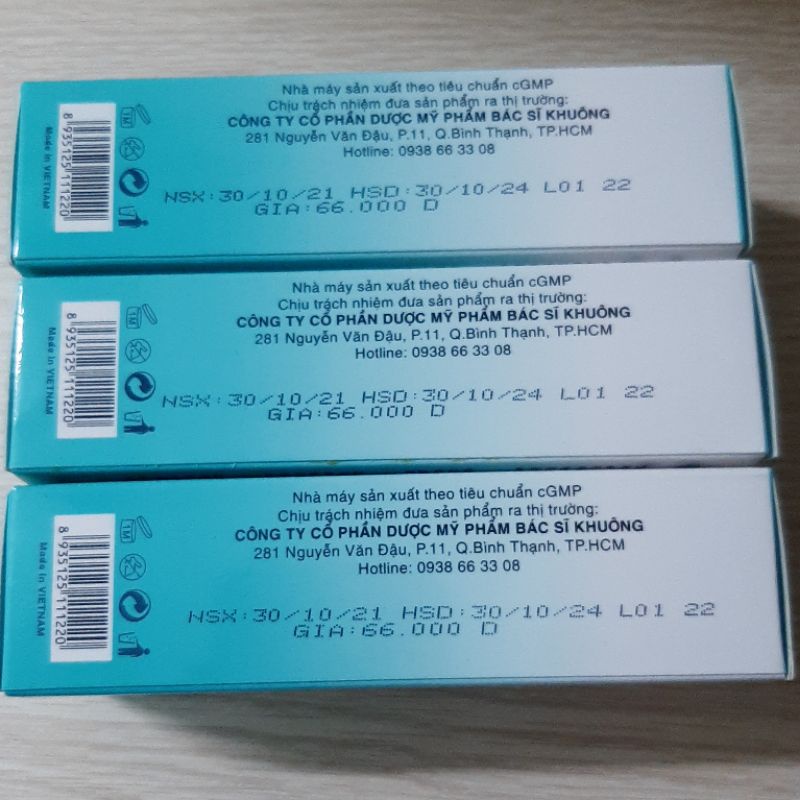 Nhà máy sản xuất theo tiêu chuẩn cGMP
Chịu trách nhiệm đưa sản phẩm ra thị trường:
CÔNG TY CỔ PHẦN DƯỢC MỸ PHẨM BÁC SĨ KHUÔNG
281 Nguyễn Văn Đậu, P.11, Q.Bình Thạnh, TP.HCM
Hotline: 0938 66 33 08
NSX:30/10/21 HSD:30/10/24 L01 22
GIA:66.000 D
8 935125 111220
Made in VIETNAM
1M
Nhà máy sản xuất theo tiêu chuẩn cGMP
Chịu trách nhiệm đưa sản phẩm ra thị trường:
CÔNG TY CỔ PHẦN DƯỢC MỸ PHẨM BÁC SĨ KHUÔNG
281 Nguyễn Văn Đậu, P.11, Q.Bình Thạnh, TP.HCM
Hotline: 0938 66 33 08
NSX:30/10/21 HSD:30/10/24 L01 22
GIA:66.000 D
8 935125 111220
Made in VIETNAM
1M
Nhà máy sản xuất theo tiêu chuẩn cGMP
Chịu trách nhiệm đưa sản phẩm ra thị trường:
CÔNG TY CỔ PHẦN DƯỢC MỸ PHẨM BÁC SĨ KHUÔNG
281 Nguyễn Văn Đậu, P.11, Q.Bình Thạnh, TP.HCM
Hotline: 0938 66 33 08
NSX:30/10/21 HSD:30/10/24 L01 22
GIA:66.000 D
8 935125 111220
Made in VIETNAM
1M